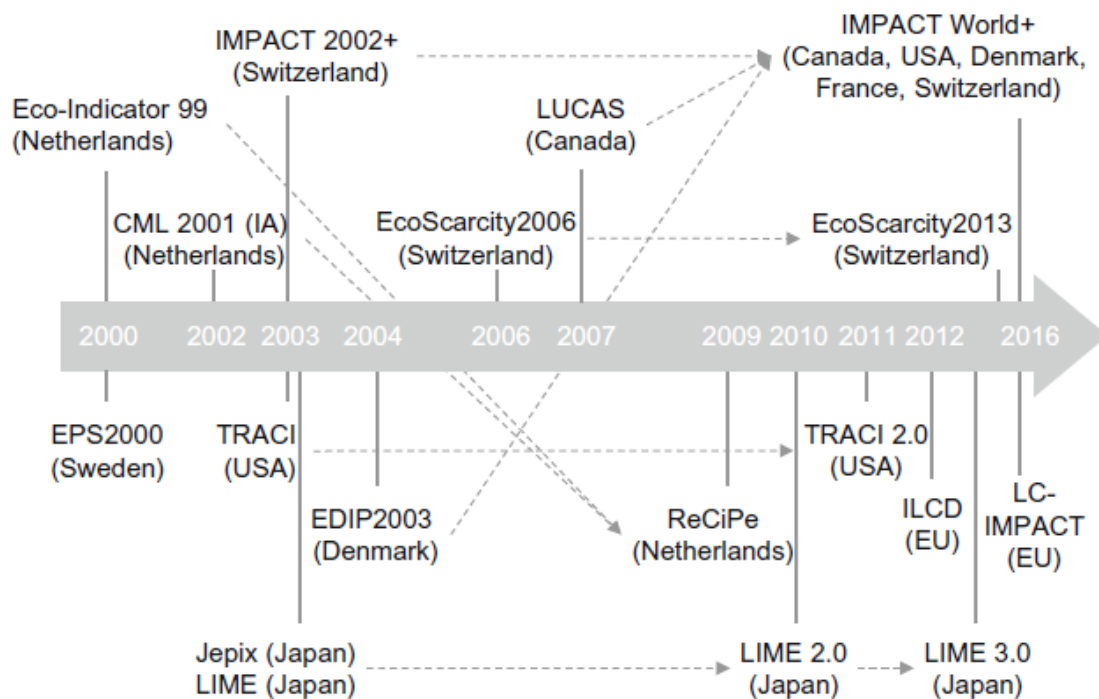 IMPACT 2002+
(Switzerland)
IMPACT World+
(Canada, USA, Denmark,
France, Switzerland)
Eco-Indicator 99
(Netherlands)
LUCAS
(Canada)
CML 2001 (IA)
(Netherlands)
EcoScarcity2006
(Switzerland)
EcoScarcity2013
(Switzerland)
2000 2002 2003 2004 2006 2007 2009 2010 2011 2012 2016
EPS2000
(Sweden)
TRACI
(USA)
TRACI 2.0
(USA)
EDIP2003
(Denmark)
ReCiPe
(Netherlands)
ILCD
(EU)
LC-
IMPACT
(EU)
Jepix (Japan)
LIME (Japan)
LIME 2.0
(Japan)
LIME 3.0
(Japan)